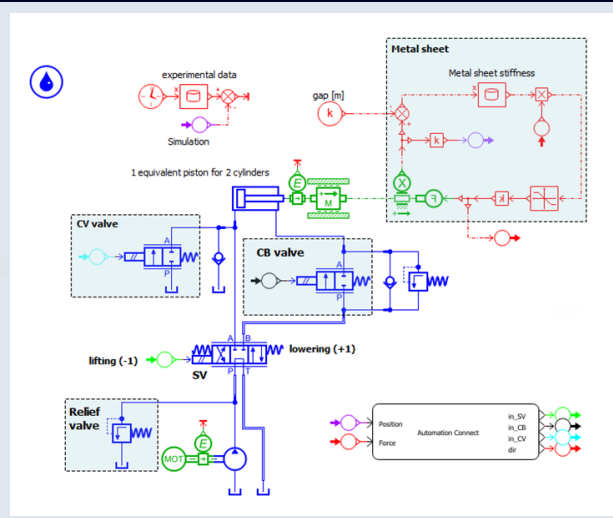 Metal sheet
experimental data
Metal sheet stiffness
x
+
-
x
X
gap [m]
k
+
k
Simulation
1 equivalent piston for 2 cylinders
E
X
M
F
k
CV valve
A
P
CB valve
A
P
A B
lifting (-1)
lowering (+1)
P T
SV
Relief
valve
E
MOT
Position
Force
Automation Connect
in_SV
in_CB
in_CV
dir